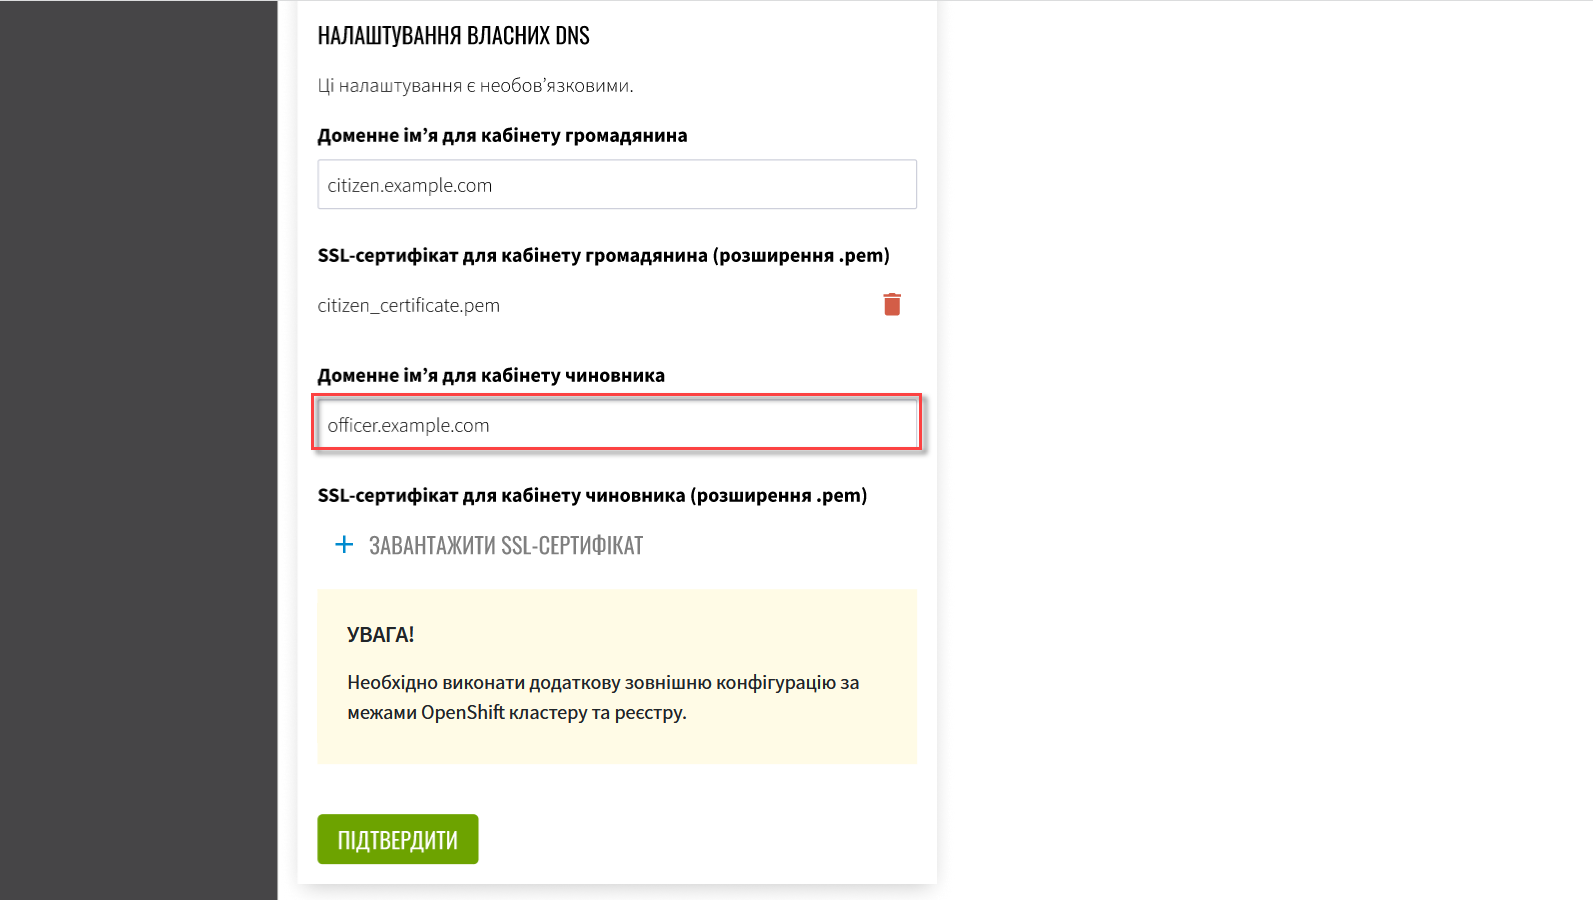 НАЛАШТУВАННЯ ВЛАСНИХ DNS
Ці налаштування є необов’язковими.
Доменне ім’я для кабінету громадянина
citizen.example.com
SSL-сертифікат для кабінету громадянина (розширення .pem)
citizen_certificate.pem
Доменне ім’я для кабінету чиновника
officer.example.com
SSL-сертифікат для кабінету чиновника (розширення .pem)
ЗАВАНТАЖИТИ SSL-СЕРТИФІКАТ
УВАГА!
Необхідно виконати додаткову зовнішню конфігурацію за
межами OpenShift кластеру та реєстру.
ПІДТВЕРДИТИ